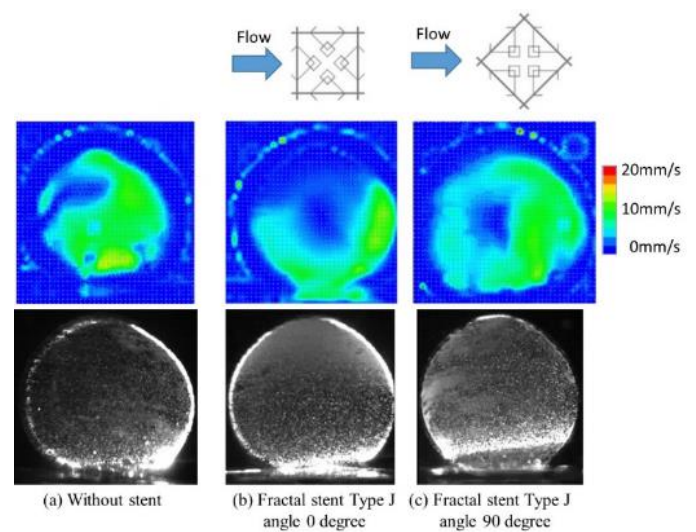 Flow
Flow
20mm/s
10mm/s
0mm/s
(a) Without stent
(b) Fractal stent Type J
angle 0 degree
(c) Fractal stent Type J
angle 90 degree